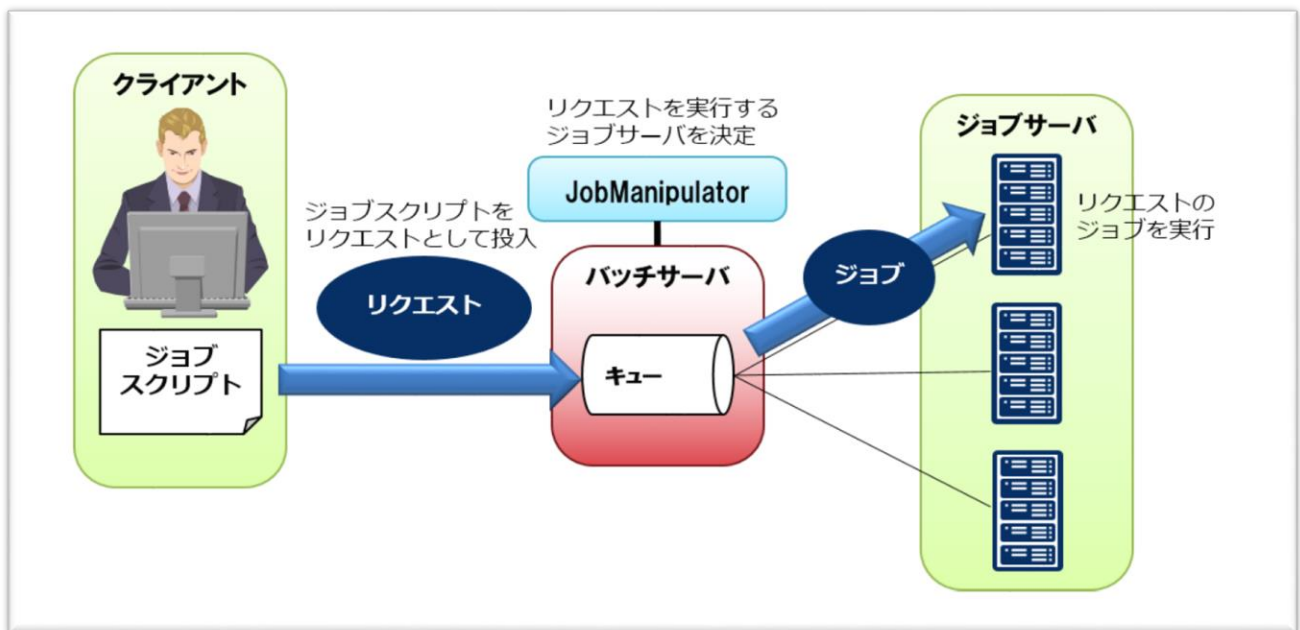 クライアント
ジョブ
スクリプト
ジョブスクリプトを
リクエストとして投入
リクエスト
リクエストを実行する
ジョブサーバを決定
JobManipulator
バッチサーバ
キュー
ジョブ
ジョブサーバ
リクエストの
ジョブを実行